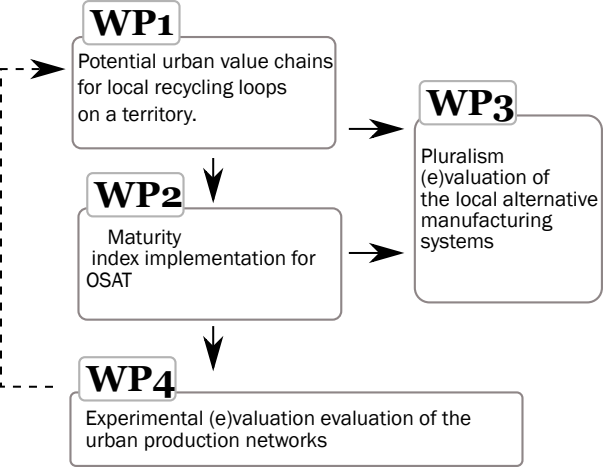 WP1
Potential urban value chains
for local recycling loops
on a territory.
WP2
Maturity
index implementation for
OSAT
WP3
Pluralism
(e)valuation of
the local alternative
manufacturing
systems
WP4
Experimental (e)valuation evaluation of the
urban production networks